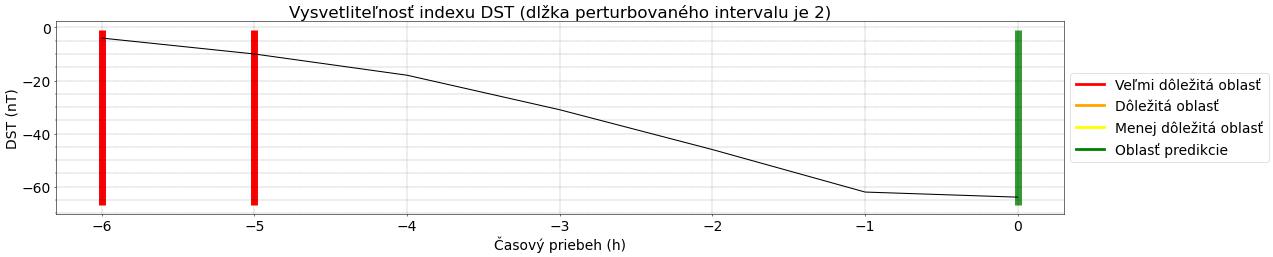 Vysvetliteľnosť indexu DST (dĺžka perturbovaného intervalu je 2)
DST (nT)
0
−20
−40
−60
−6
−5
−4
−3
−2
−1
0
Časový priebeh (h)
Veľmi dôležitá oblasť
Dôležitá oblasť
Menej dôležitá oblasť
Oblasť predikcie